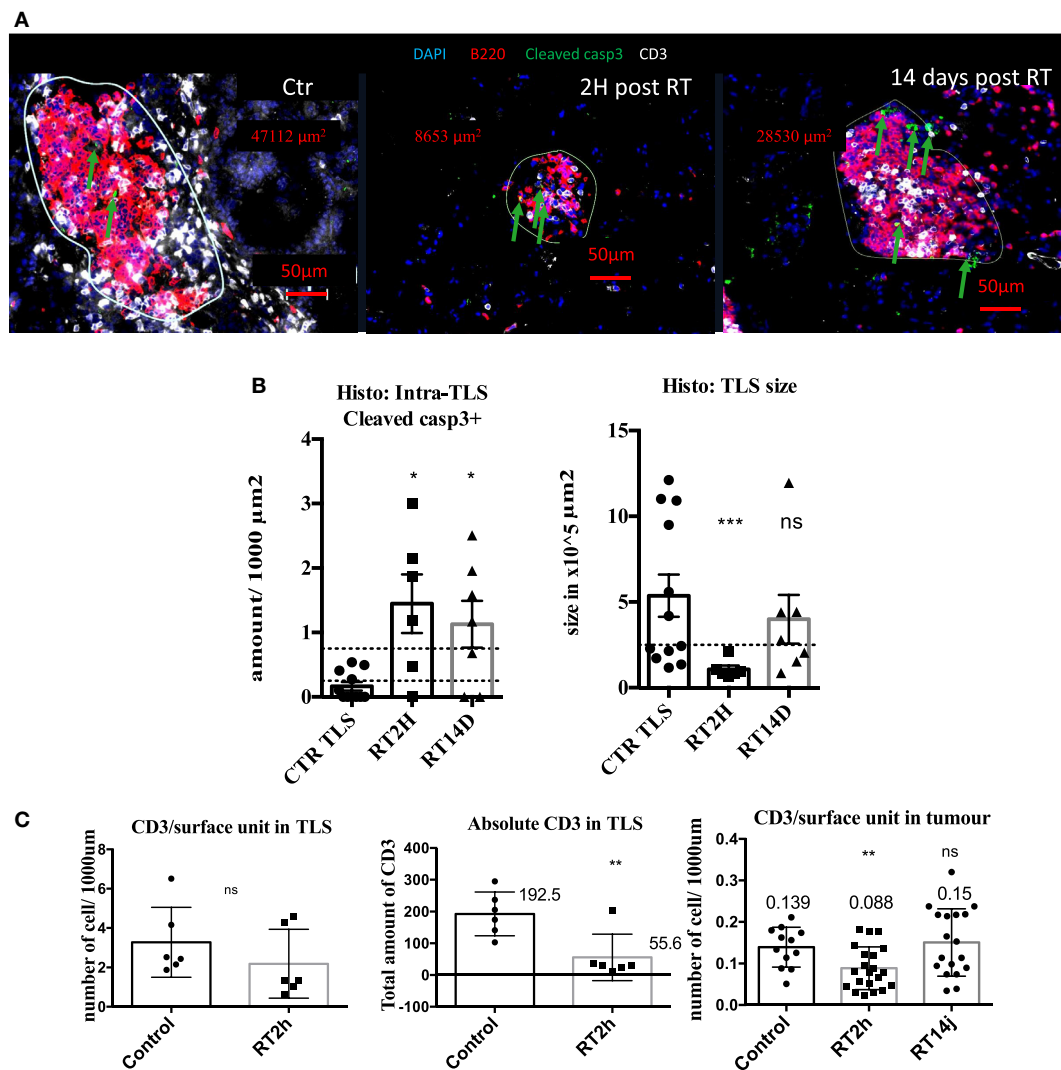 A
DAPI B220 Cleaved casp3 CD3
Ctr
47112 µm²
50µm
2H post RT
8653 µm²
50µm
14 days post RT
28530 µm²
50µm
B
Histo: Intra-TLS
Cleaved casp3+
amount/ 1000 µm2
4
3
2
1
0
* *
CTR TLS
RT2H
RT14D
Histo: TLS size
size in x10^5 µm2
15
10
5
0
***
ns
CTR TLS
RT2H
RT14D
C
CD3/surface unit in TLS
number of cell/ 1000um
8
6
4
2
0
ns
Control
RT2h
Absolute CD3 in TLS
Total amount of CD3
400
300
200
100
0
-100
192.5
**
55.6
Control
RT2h
CD3/surface unit in tumour
number of cell/ 1000um
0.4
0.3
0.2
0.1
0.0
** ns
0.139 0.088 0.15
Control
RT2h
RT14j